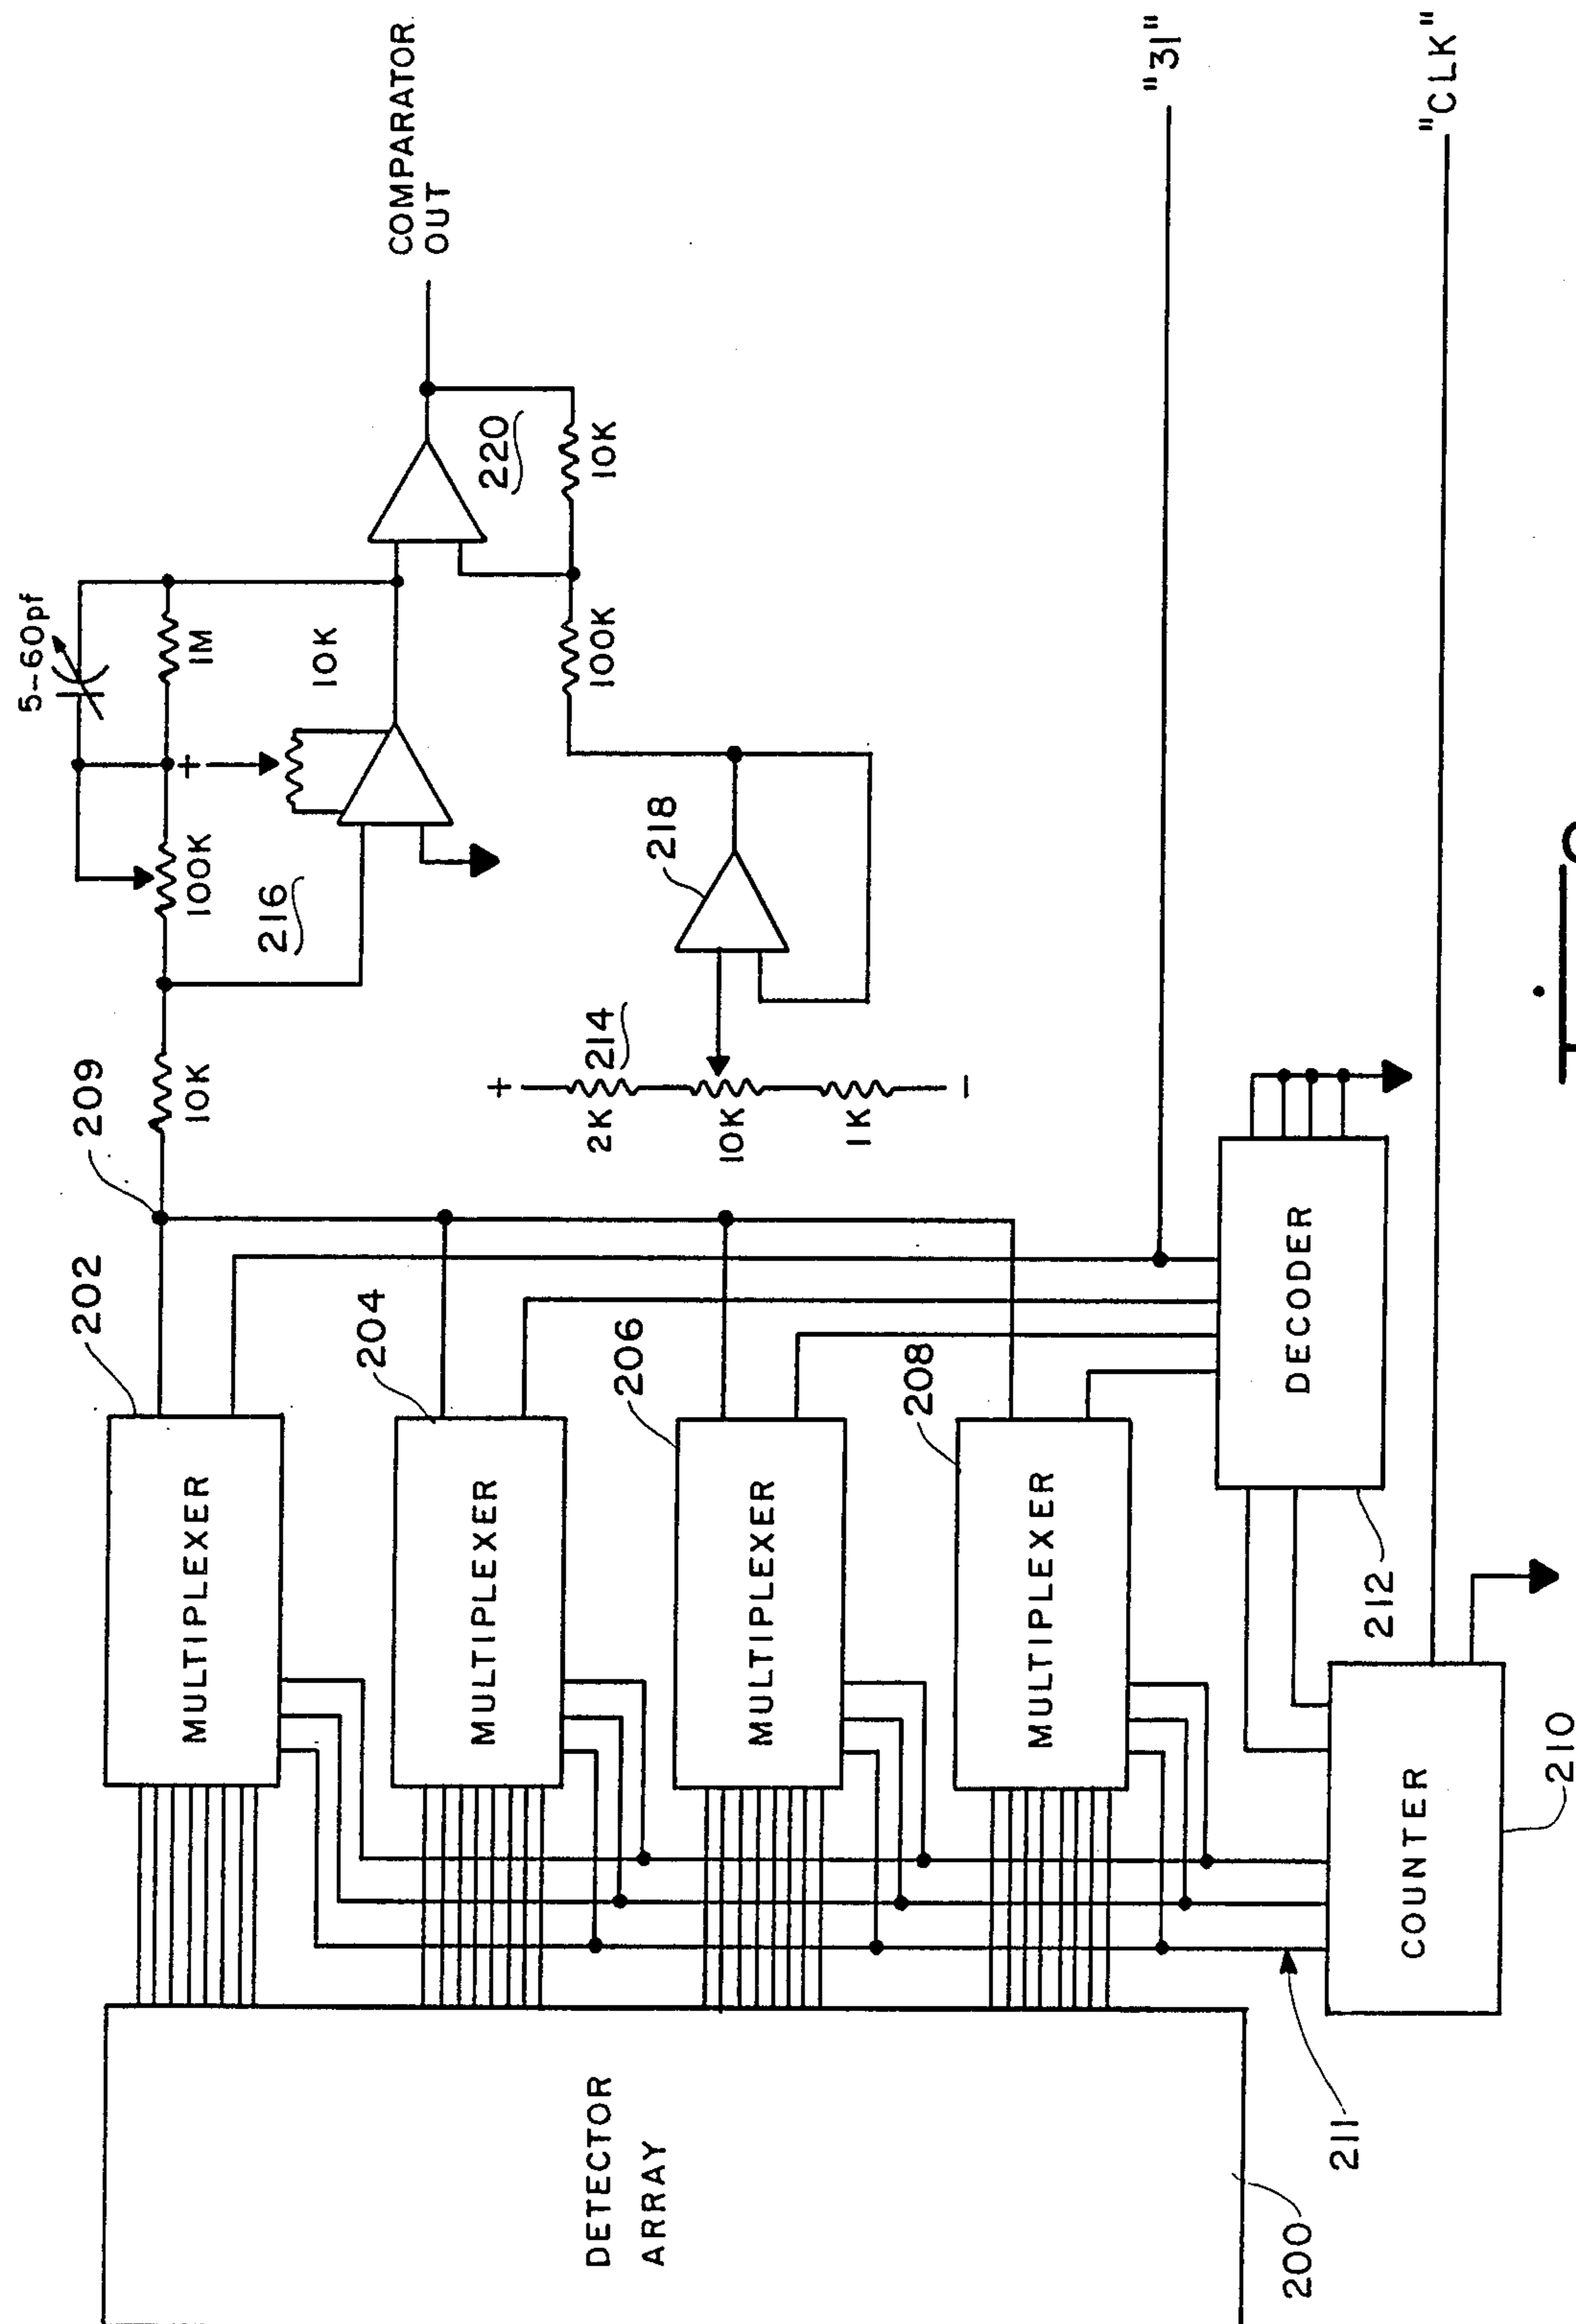 5-60pf
1M
100K
10K
216
10K
209
10K
COMPARATOR
OUT
220
10K
100K
218
214
+
+
2K
10K
1K
−
202
MULTIPLEXER
204
MULTIPLEXER
206
MULTIPLEXER
208
MULTIPLEXER
DETECTOR
ARRAY
200
211
"31"
"CLK"
DECODER
212
COUNTER
210